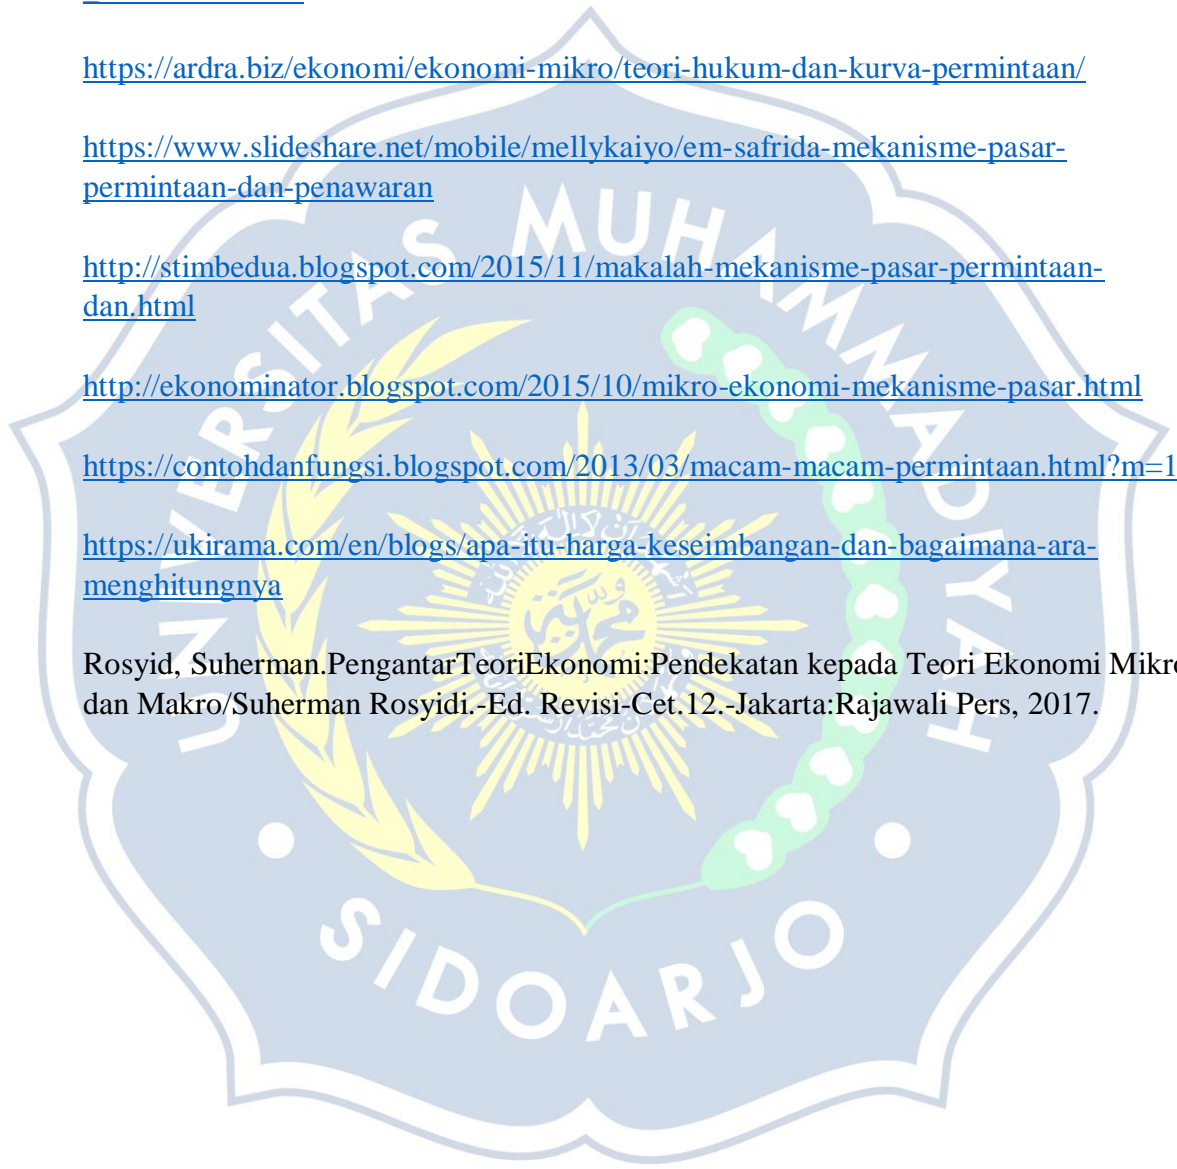 https://ardra.biz/ekonomi/ekonomi-mikro/teori-hukum-dan-kurva-permintaan/
https://www.slideshare.net/mobile/mellykaiyo/em-safrida-mekanisme-pasar-
permintaan-dan-penawaran
http://stimbedua.blogspot.com/2015/11/makalah-mekanisme-pasar-permintaan-
dan.html
http://ekonominator.blogspot.com/2015/10/mikro-ekonomi-mekanisme-pasar.html
https://contohdanfungsi.blogspot.com/2013/03/macam-macam-permintaan.html?m=1
https://ukirama.com/en/blogs/apa-itu-harga-keseimbangan-dan-bagaimana-ara-
menghitungnya
Rosyid, Suherman.PengantarTeoriEkonomi:Pendekatan kepada Teori Ekonomi Mikro
dan Makro/Suherman Rosyidi.-Ed. Revisi-Cet.12.-Jakarta:Rajawali Pers, 2017.
UNIVERSITAS MUHAMMADIYAH
SIDOARJO